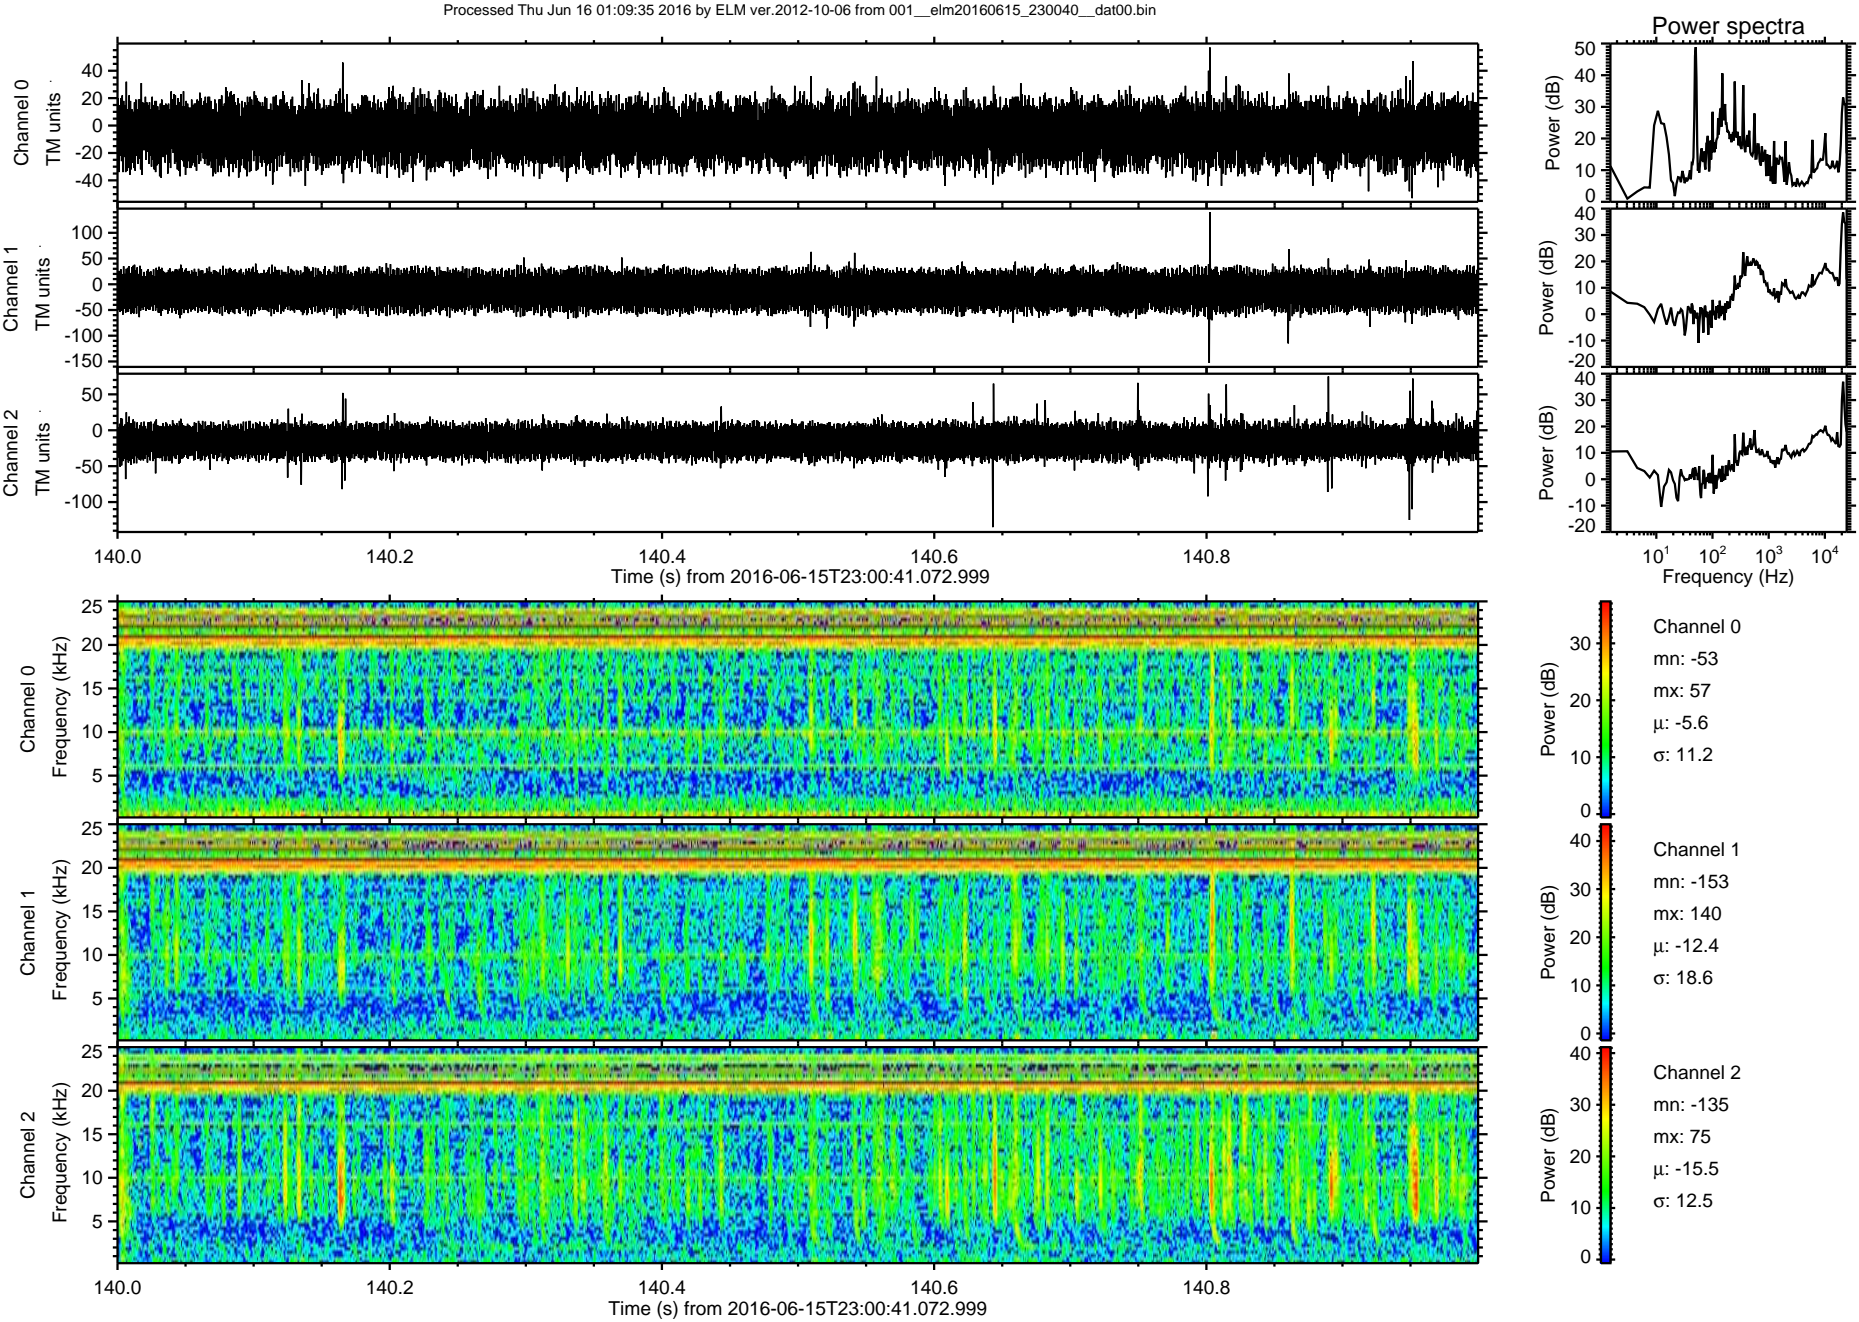 Processed Thu Jun 16 01:09:35 2016 by ELM ver.2012-10-06 from 001__elm20160615_230040__dat00.bin
Power spectra
Channel 0
TM units
40
20
0
-20
-40
Power (dB)
50
40
30
20
10
0
Channel 1
TM units
100
50
0
-50
-100
-150
Power (dB)
40
30
20
10
0
-10
-20
Channel 2
TM units
50
0
-50
-100
Power (dB)
40
30
20
10
0
-10
-20
140.0 140.2 140.4 140.6 140.8
Time (s) from 2016-06-15T23:00:41.072.999
10^1 10^2 10^3 10^4
Frequency (Hz)
Channel 0
Frequency (kHz)
25
20
15
10
5
Power (dB)
30
20
10
0
Channel 0
mn: -53
mx: 57
μ: -5.6
σ: 11.2
Channel 1
Frequency (kHz)
25
20
15
10
5
Power (dB)
40
30
20
10
0
Channel 1
mn: -153
mx: 140
μ: -12.4
σ: 18.6
Channel 2
Frequency (kHz)
25
20
15
10
5
Power (dB)
40
30
20
10
0
Channel 2
mn: -135
mx: 75
μ: -15.5
σ: 12.5
140.0 140.2 140.4 140.6 140.8
Time (s) from 2016-06-15T23:00:41.072.999